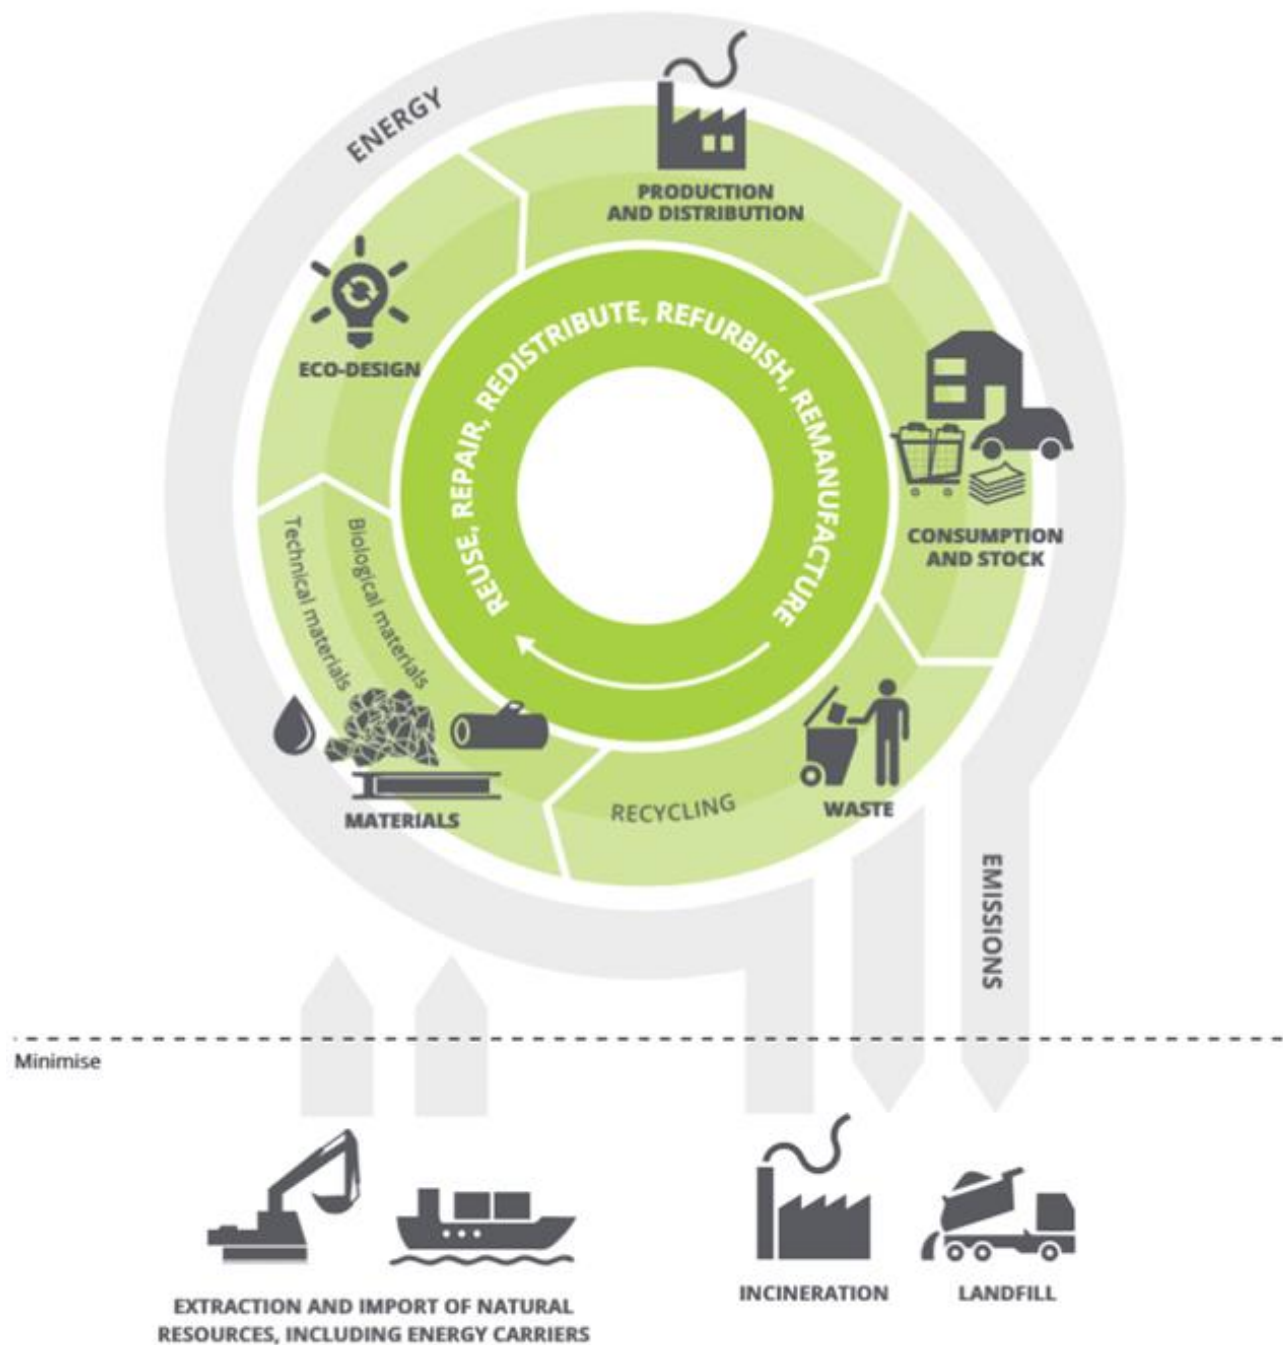 ENERGY
PRODUCTION
AND DISTRIBUTION
ECO-DESIGN
REUSE, REPAIR, REDISTRIBUTE, REFURBISH, REMANUFACTURE
CONSUMPTION
AND STOCK
Technical materials
Biological materials
MATERIALS
RECYCLING
WASTE
EMISSIONS
Minimise
EXTRACTION AND IMPORT OF NATURAL
RESOURCES, INCLUDING ENERGY CARRIERS
INCINERATION
LANDFILL